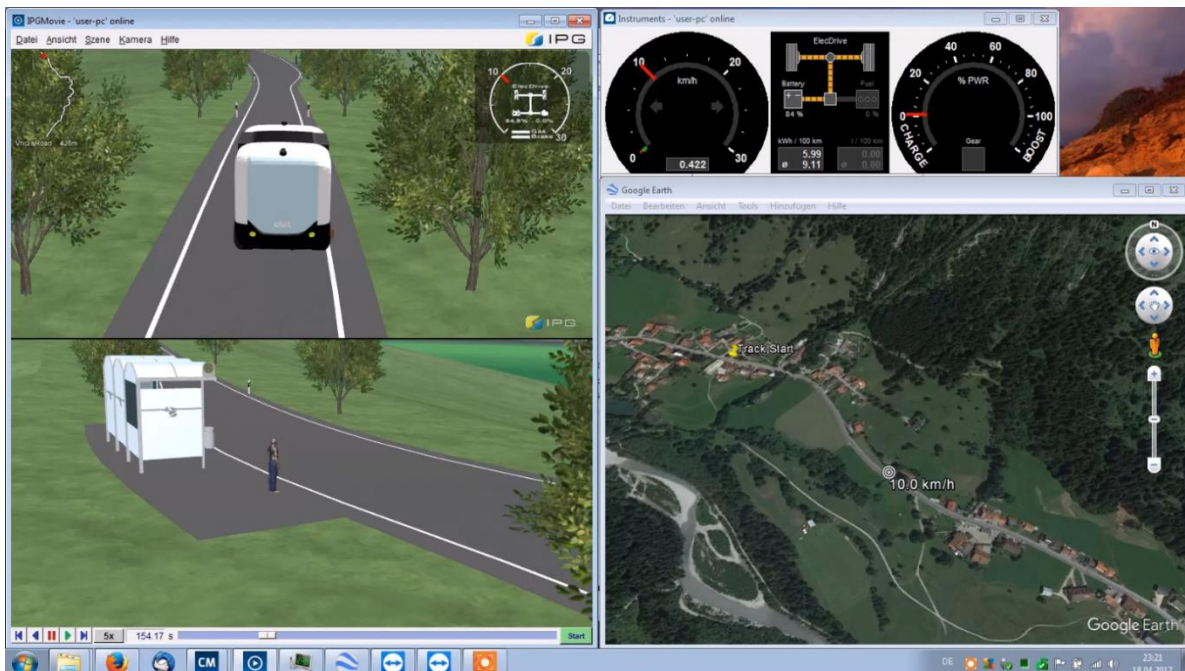 IPGMovie - 'user-pc' online
Datei Ansicht Szene Kamera Hilfe
IPG
10
20
30
ElecDrive
IPG
5x 154.17 s Start
Instruments - 'user-pc' online
0
10
20
30
km/h
0.422
ElecDrive
Battery
Fuel
84 %
0 %
kWh / 100 km
l / 100 km
5.99
0.00
ø 9.11
ø 0.00
0
20
40
60
80
100
% PWR
CHARGE
BOOST
Gear
Google Earth
Datei Bearbeiten Ansicht Tools Hinzufügen Hilfe
N
Track Start
10.0 km/h
Google Earth
CM
DE
23:21
18.04.2017